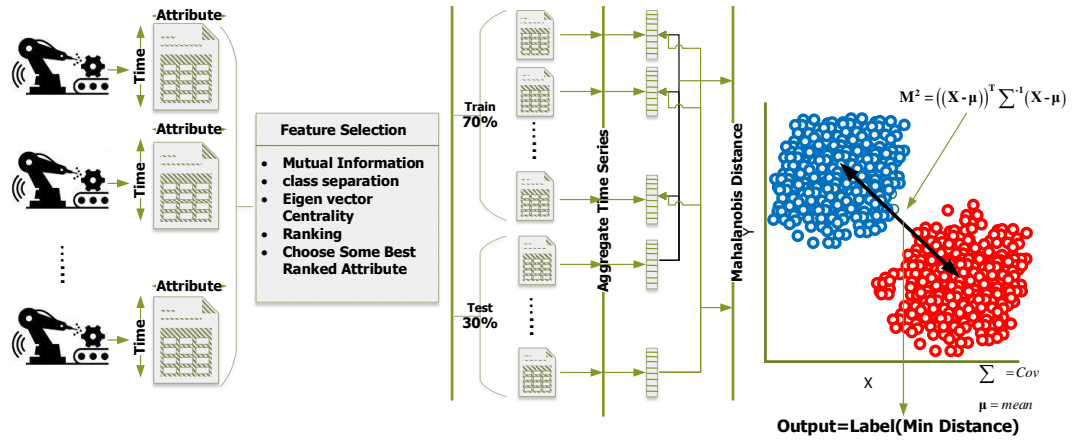 Attribute
Time
Attribute
Time
Attribute
Time
Feature Selection
• Mutual Information
• class separation
• Eigen vector
Centrality
• Ranking
• Choose Some Best
Ranked Attribute
Train
70%
Test
30%
Aggregate Time Series
Mahalanobis Distance
M² = ((X - μ))ᵀ ∑⁻¹ (X - μ)
Y
X
∑ = Cov
μ = mean
Output=Label(Min Distance)